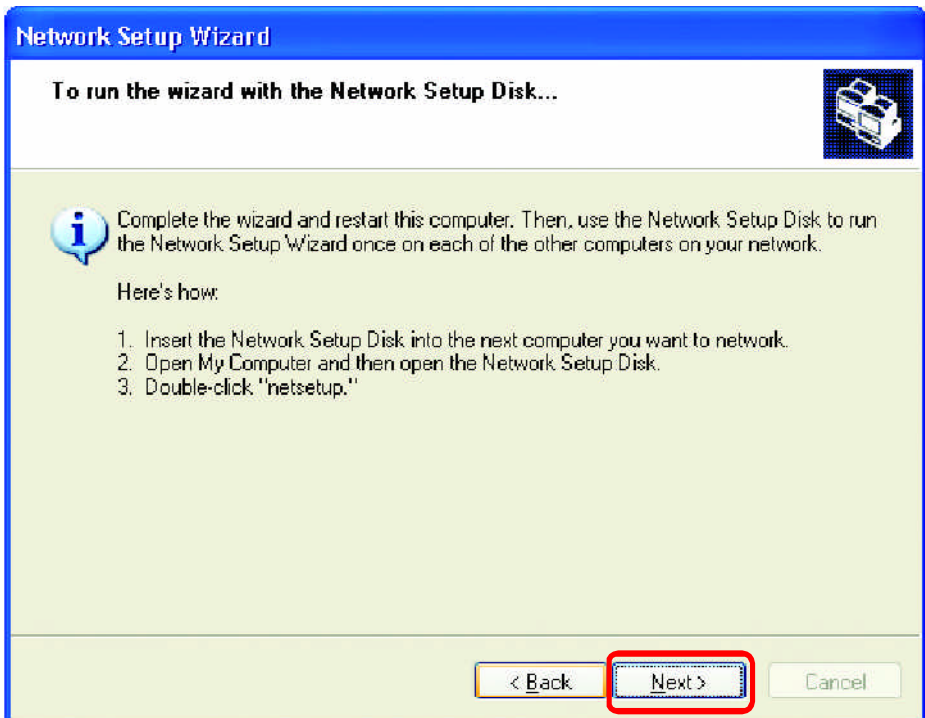 Network Setup Wizard
To run the wizard with the Network Setup Disk...
Complete the wizard and restart this computer. Then, use the Network Setup Disk to run
the Network Setup Wizard once on each of the other computers on your network.
Here's how:
1. Insert the Network Setup Disk into the next computer you want to network.
2. Open My Computer and then open the Network Setup Disk.
3. Double-click "netsetup."
< Back
Next >
Cancel